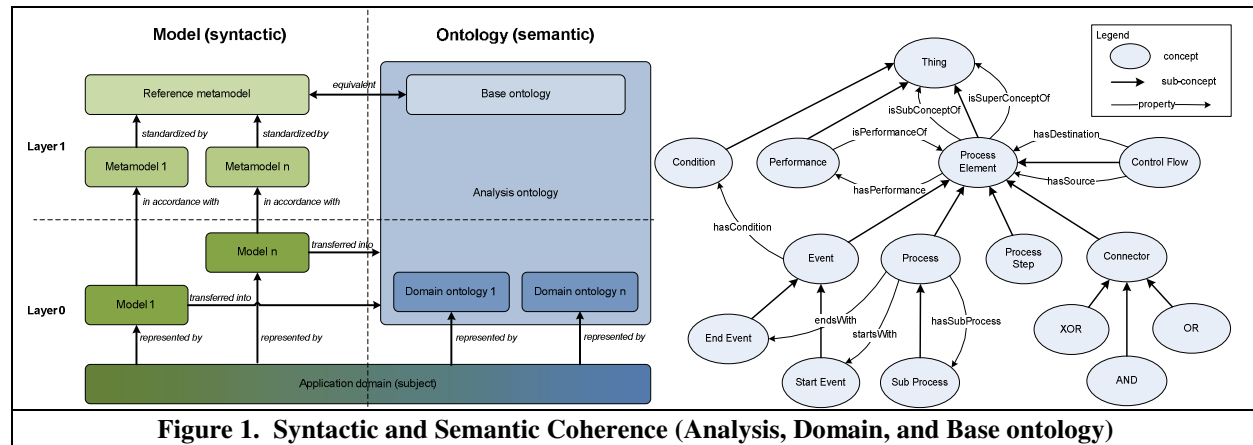 Model (syntactic)
Ontology (semantic)
Reference metamodel
equivalent
Base ontology
standardized by
standardized by
Layer 1
Metamodel 1
Metamodel n
Analysis ontology
in accordance with
in accordance with
Model n
transferred into
Layer0
Model 1
transferred into
Domain ontology 1
Domain ontology n
represented by
represented by
represented by
represented by
Application domain (subject)
Legend
concept
sub-concept
property
Thing
isSuperConceptOf
isSubConceptOf
isPerformanceOf
hasDestination
Condition
Performance
Process
Element
Control Flow
hasPerformance
hasSource
hasCondition
Event
Process
Process
Step
Connector
endsWith
hasSubProcess
startsWith
End Event
XOR
OR
Start Event
Sub Process
AND
Figure 1. Syntactic and Semantic Coherence (Analysis, Domain, and Base ontology)